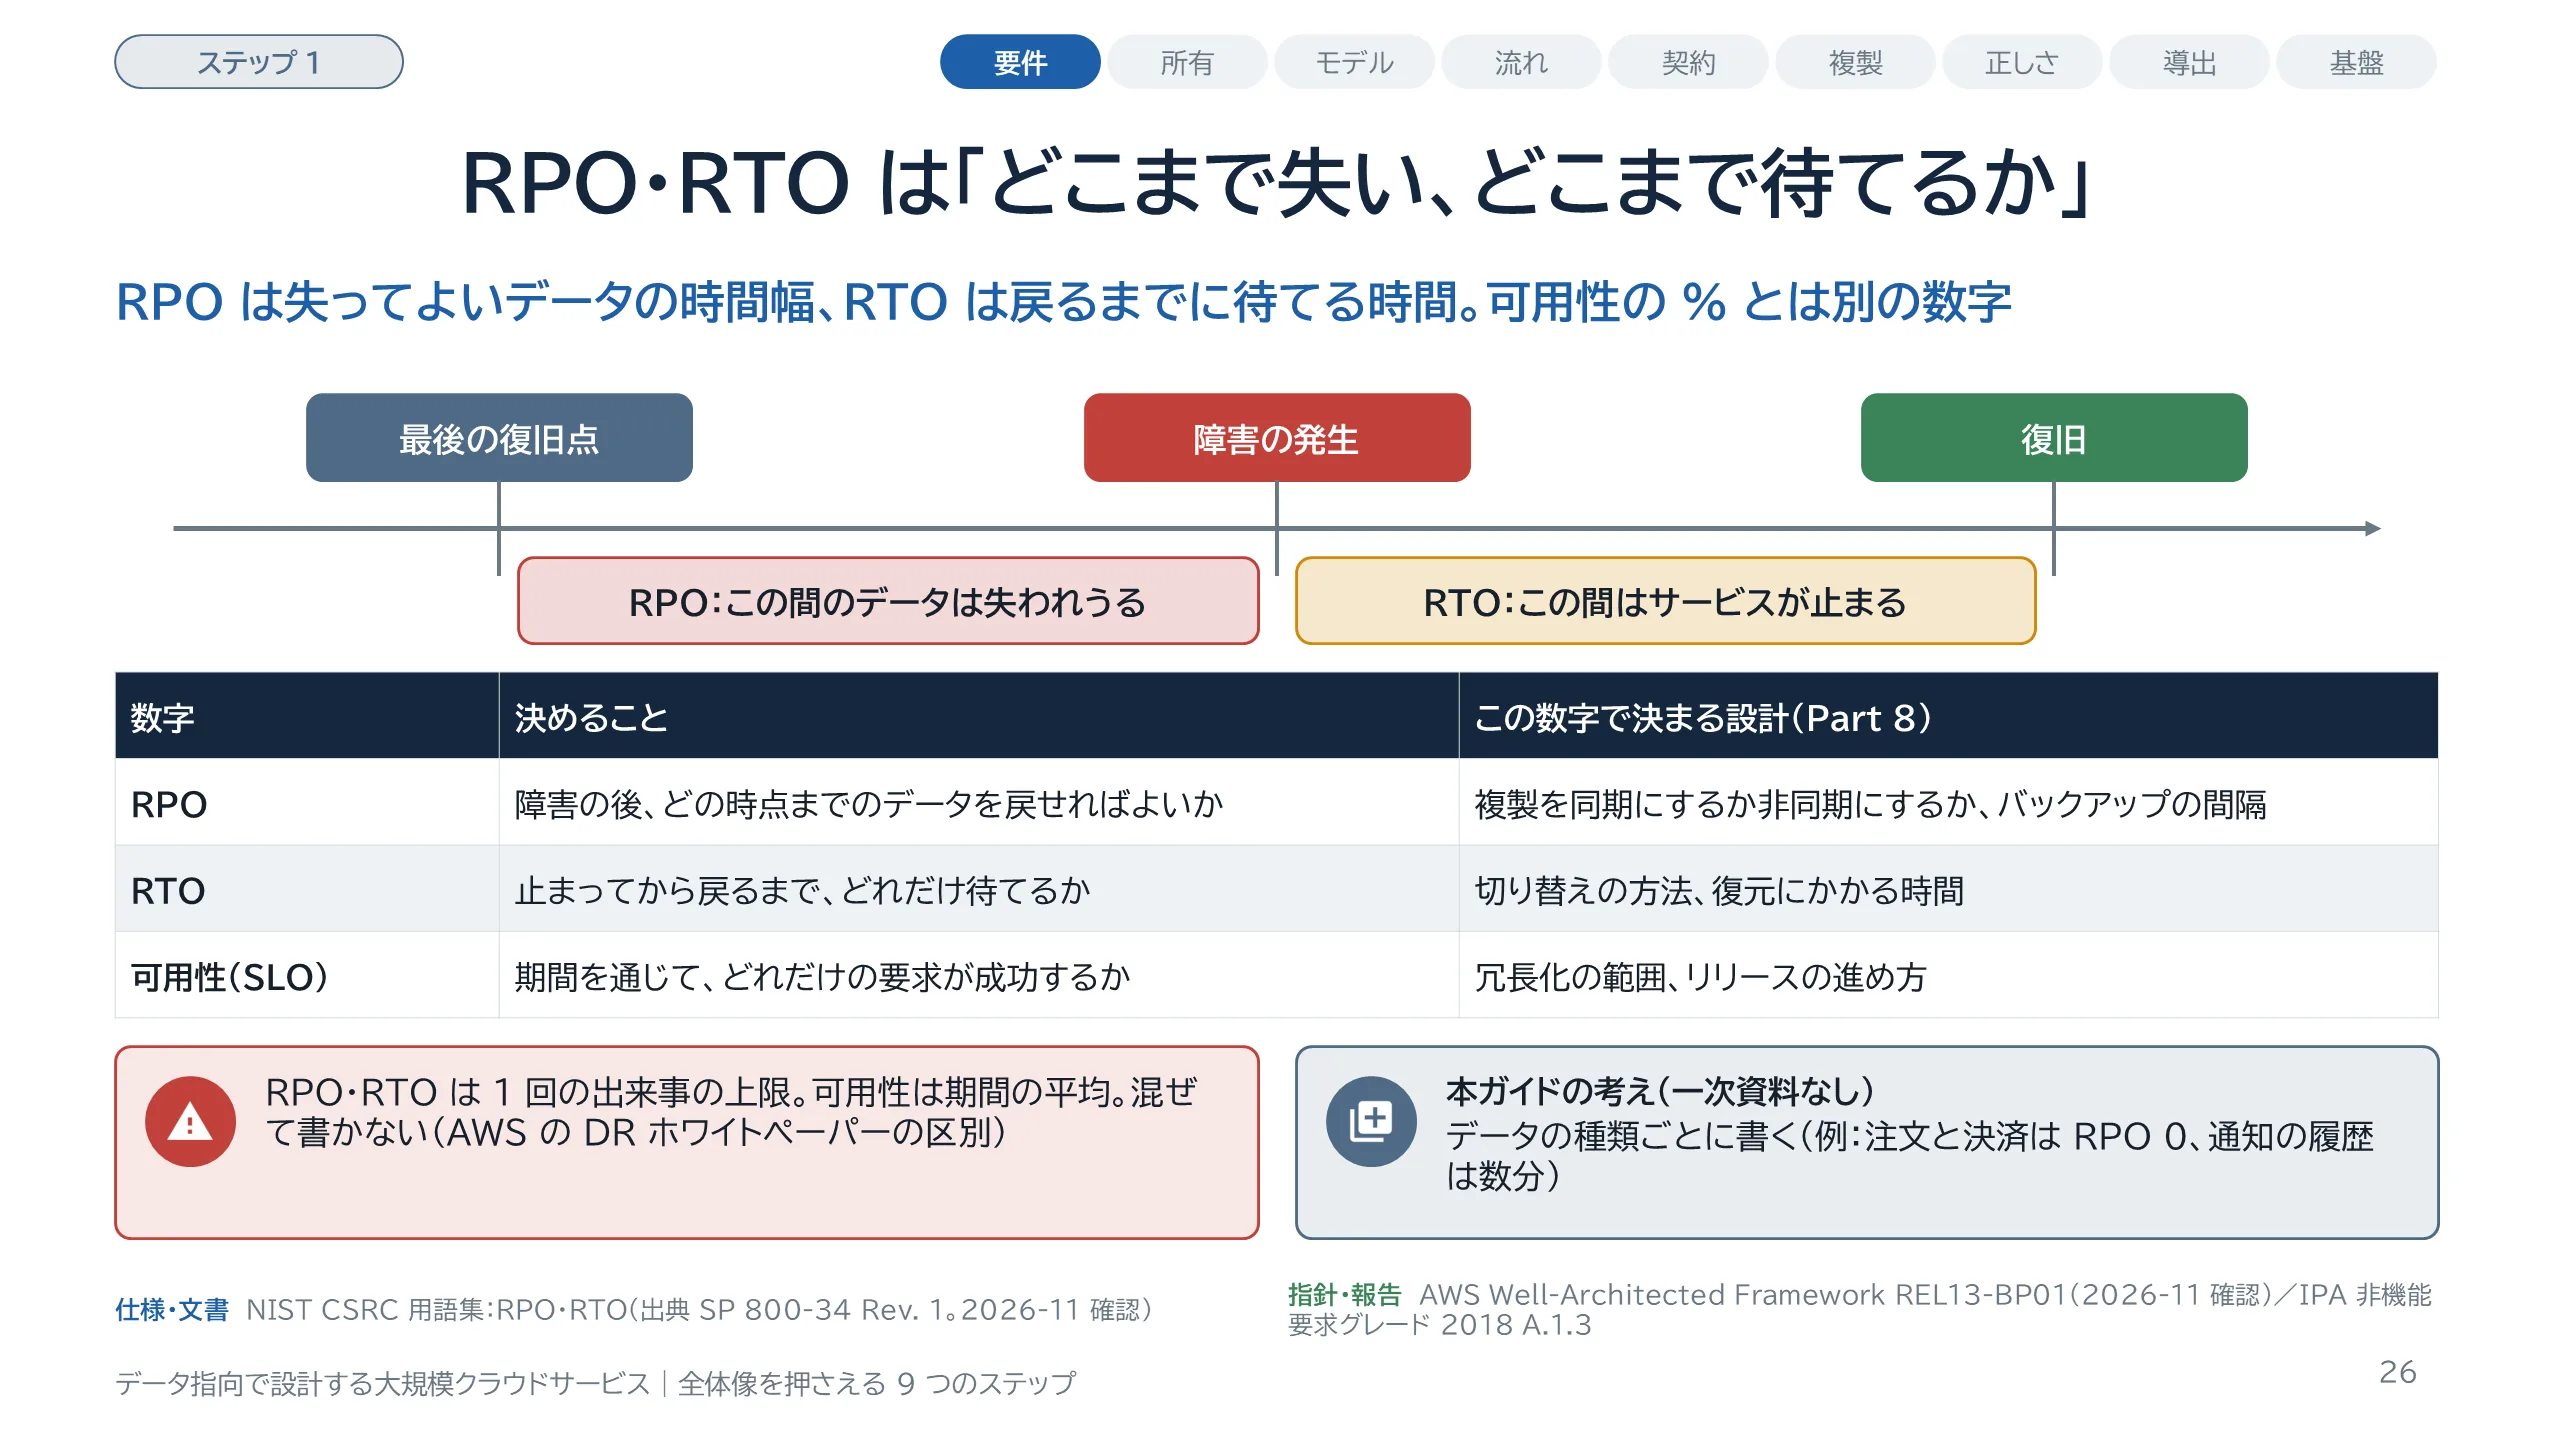 ステップ 1
要件
所有
モデル
流れ
契約
複製
正しさ
導出
基盤
RPO・RTO は「どこまで失い、どこまで待てるか」
RPO は失ってよいデータの時間幅、RTO は戻るまでに待てる時間。可用性の % とは別の数字
最後の復旧点
障害の発生
復旧
RPO：この間のデータは失われうる
RTO：この間はサービスが止まる
数字
決めること
この数字で決まる設計（Part 8）
RPO
障害の後、どの時点までのデータを戻せればよいか
複製を同期にするか非同期にするか、バックアップの間隔
RTO
止まってから戻るまで、どれだけ待てるか
切り替えの方法、復元にかかる時間
可用性（SLO）
期間を通じて、どれだけの要求が成功するか
冗長化の範囲、リリースの進め方
RPO・RTO は 1 回の出来事の上限。可用性は期間の平均。混ぜ
て書かない（AWS の DR ホワイトペーパーの区別）
本ガイドの考え（一次資料なし）
データの種類ごとに書く（例：注文と決済は RPO 0、通知の履歴
は数分）
仕様・文書 NIST CSRC 用語集：RPO・RTO（出典 SP 800-34 Rev. 1。2026-11 確認）
指針・報告 AWS Well-Architected Framework REL13-BP01（2026-11 確認）／IPA 非機能
要求グレード 2018 A.1.3
データ指向で設計する大規模クラウドサービス｜全体像を押さえる 9 つのステップ
26